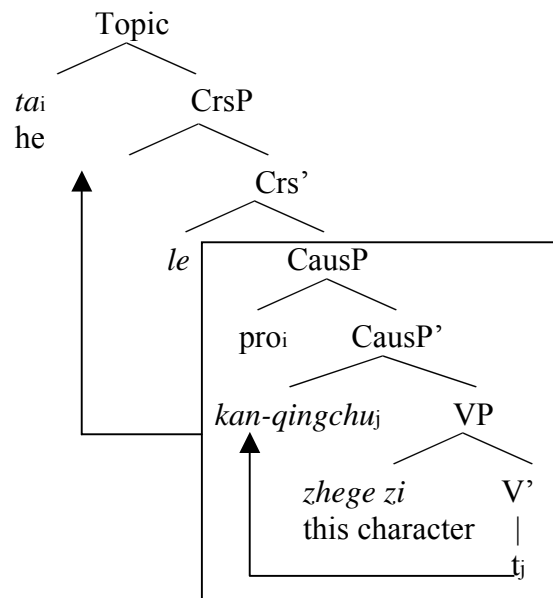 Topic
tai CrsP
he
Crs’
le CausP
proi CausP’
kan-qingchuj VP
zhege zi V’
this character
tj